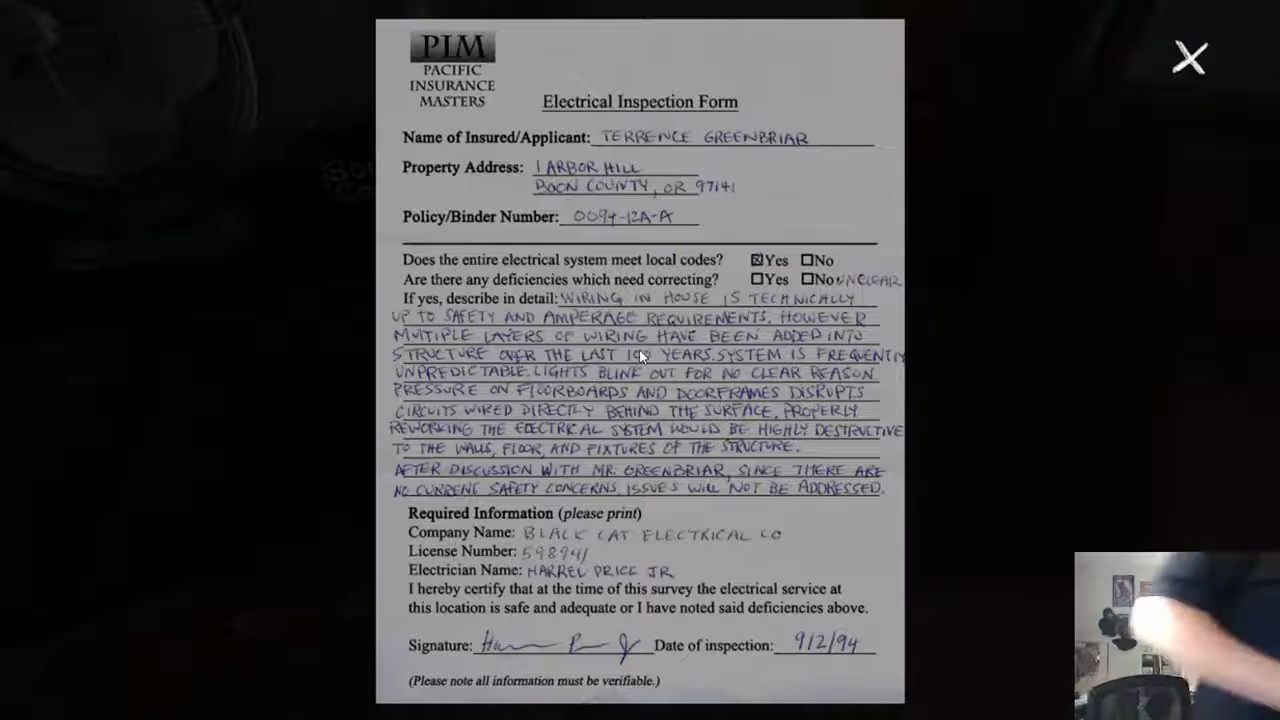 PIM
PACIFIC
INSURANCE
MASTERS
Electrical Inspection Form
Name of Insured/Applicant: TERRENCE GREENBRIAR
Property Address: 1 ARBOR HILL
BOON COUNTY, OR 97141
Policy/Binder Number: 0094-12A-A
Does the entire electrical system meet local codes? ☒Yes ☐No
Are there any deficiencies which need correcting? ☐Yes ☐No UNCLEAR
If yes, describe in detail: WIRING IN HOUSE IS TECHNICALLY
UP TO SAFETY AND AMPERAGE REQUIREMENTS. HOWEVER
MULTIPLE LAYERS OF WIRING HAVE BEEN ADDED INTO
STRUCTURE OVER THE LAST 100 YEARS. SYSTEM IS FREQUENTLY
UNPREDICTABLE. LIGHTS BLINK OUT FOR NO CLEAR REASON
PRESSURE ON FLOORBOARDS AND DOORFRAMES DISRUPTS
CIRCUITS WIRED DIRECTLY BEHIND THE SURFACE. PROPERLY
REWORKING THE ELECTRICAL SYSTEM WOULD BE HIGHLY DESTRUCTIVE
TO THE WALLS, FLOOR, AND FIXTURES OF THE STRUCTURE.
AFTER DISCUSSION WITH MR. GREENBRIAR, SINCE THERE ARE
NO CURRENT SAFETY CONCERNS, ISSUES WILL NOT BE ADDRESSED.
Required Information (please print)
Company Name: BLACK CAT ELECTRICAL CO
License Number: 598941
Electrician Name: HARREL PRICE JR
I hereby certify that at the time of this survey the electrical service at
this location is safe and adequate or I have noted said deficiencies above.
Signature: Date of inspection: 9/2/94
(Please note all information must be verifiable.)